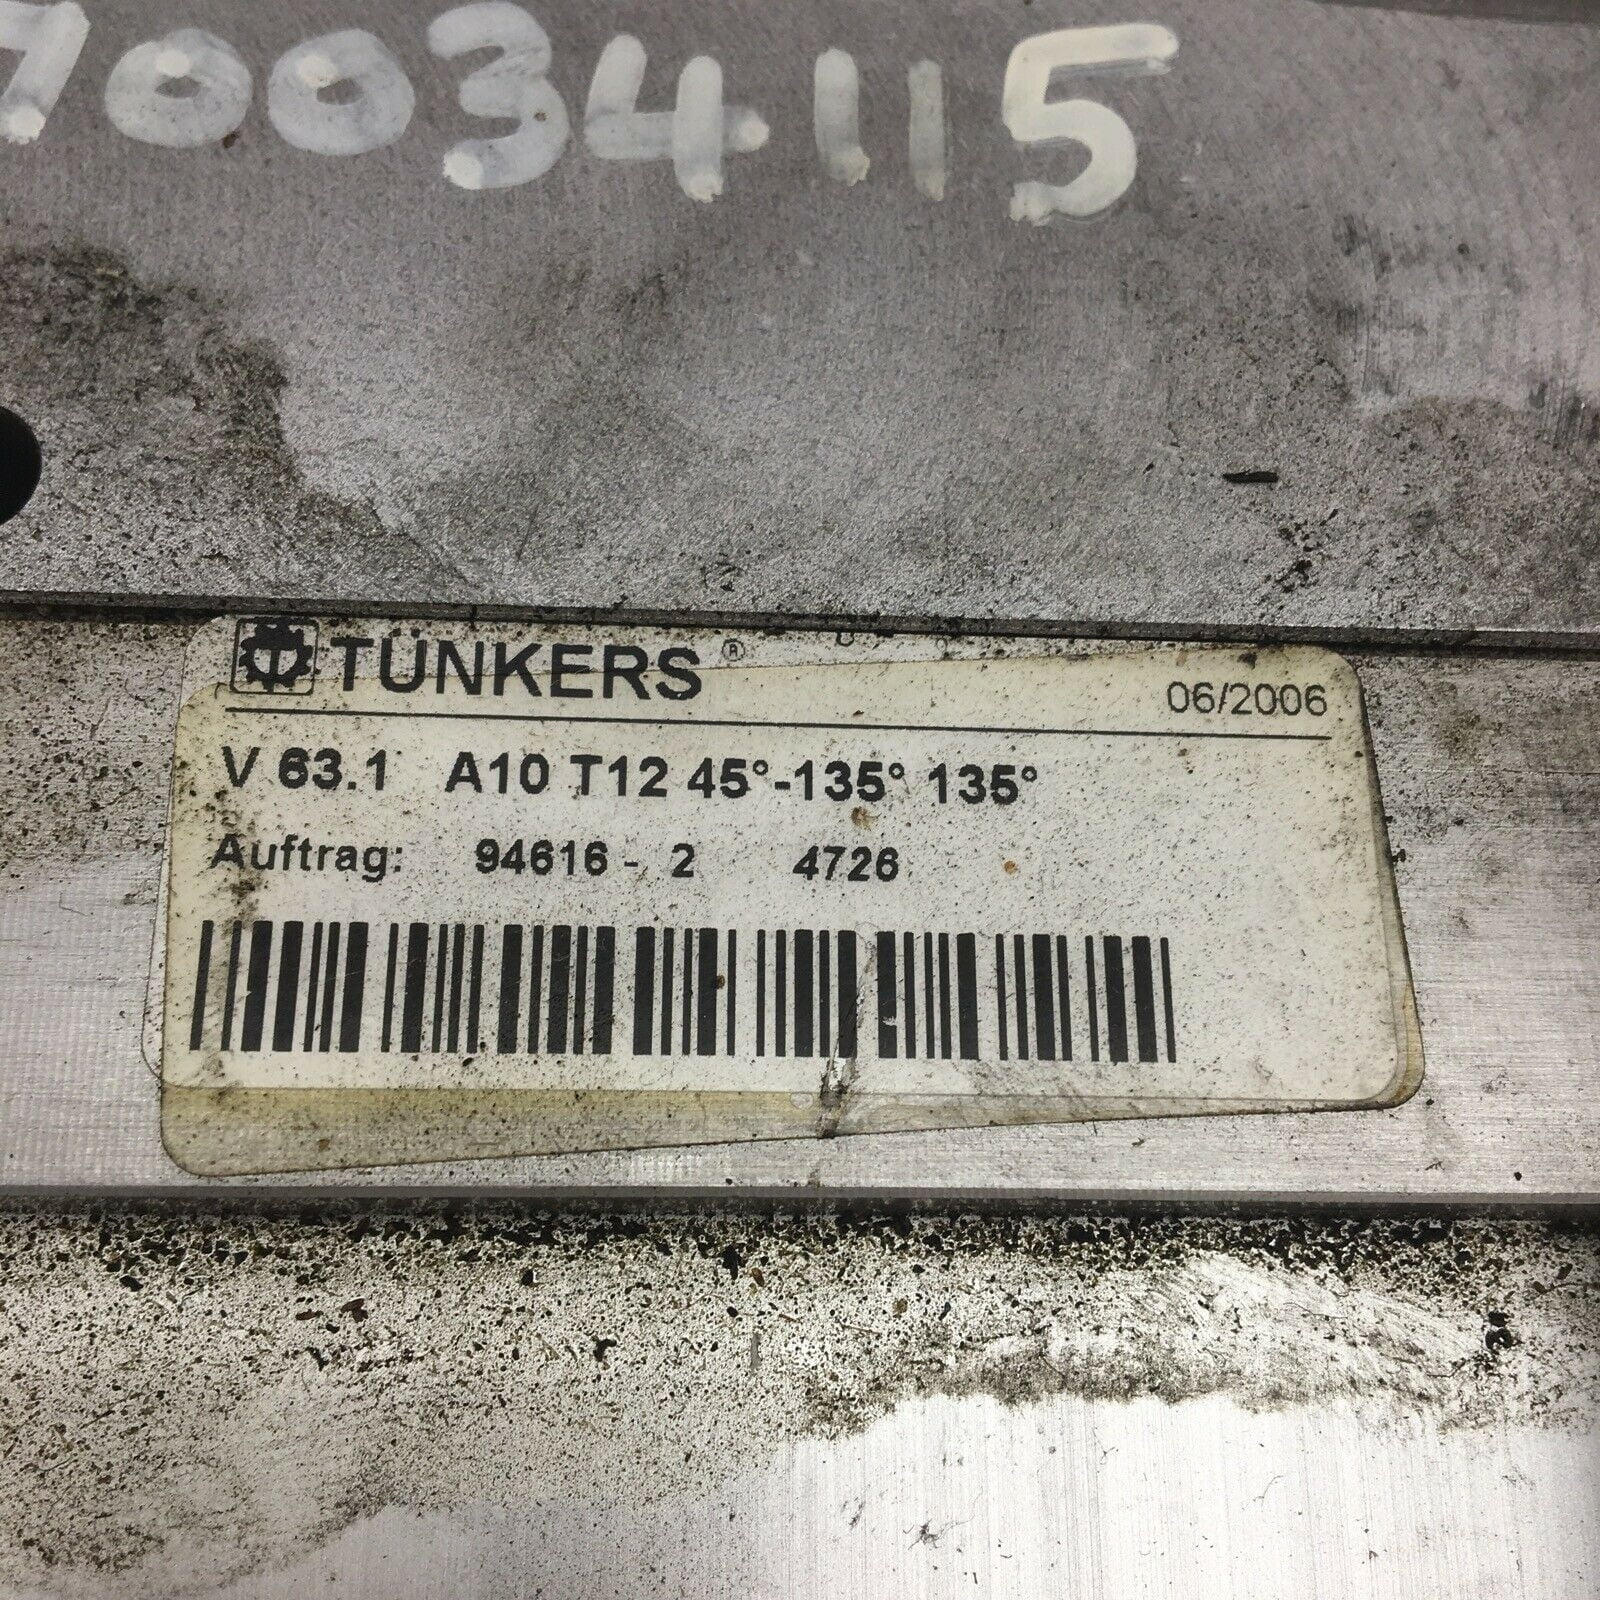 70034115
TÜNKERS®
06/2006
V 63.1 A10 T12 45°-135° 135°
Auftrag: 94616 - 2 4726